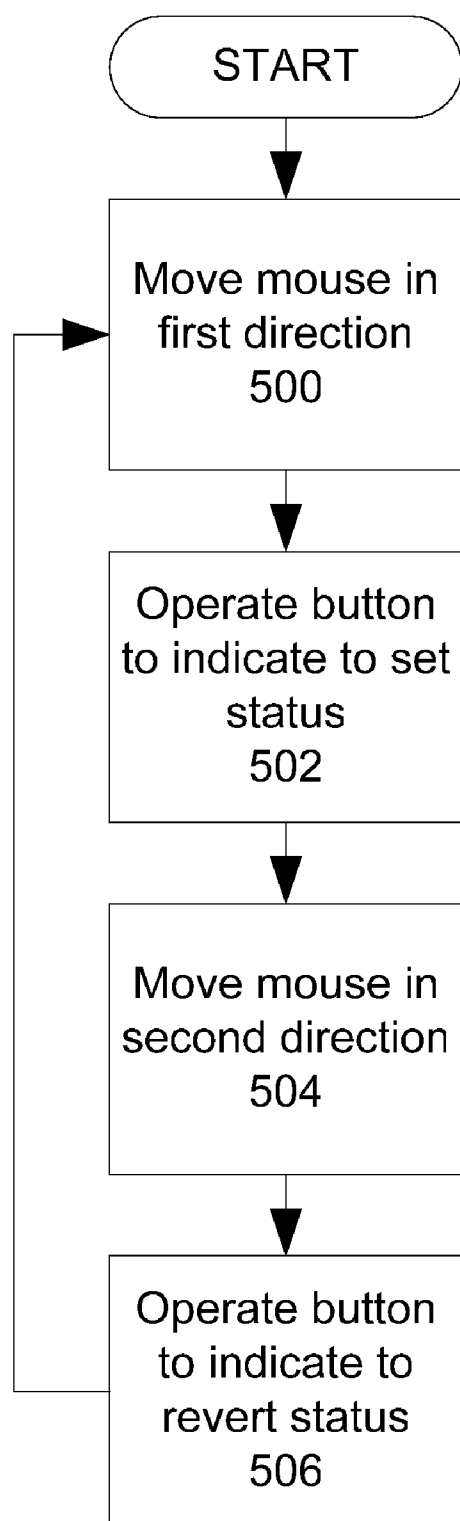 START
Move mouse in
first direction
500
Operate button
to indicate to set
status
502
Move mouse in
second direction
504
Operate button
to indicate to
revert status
506